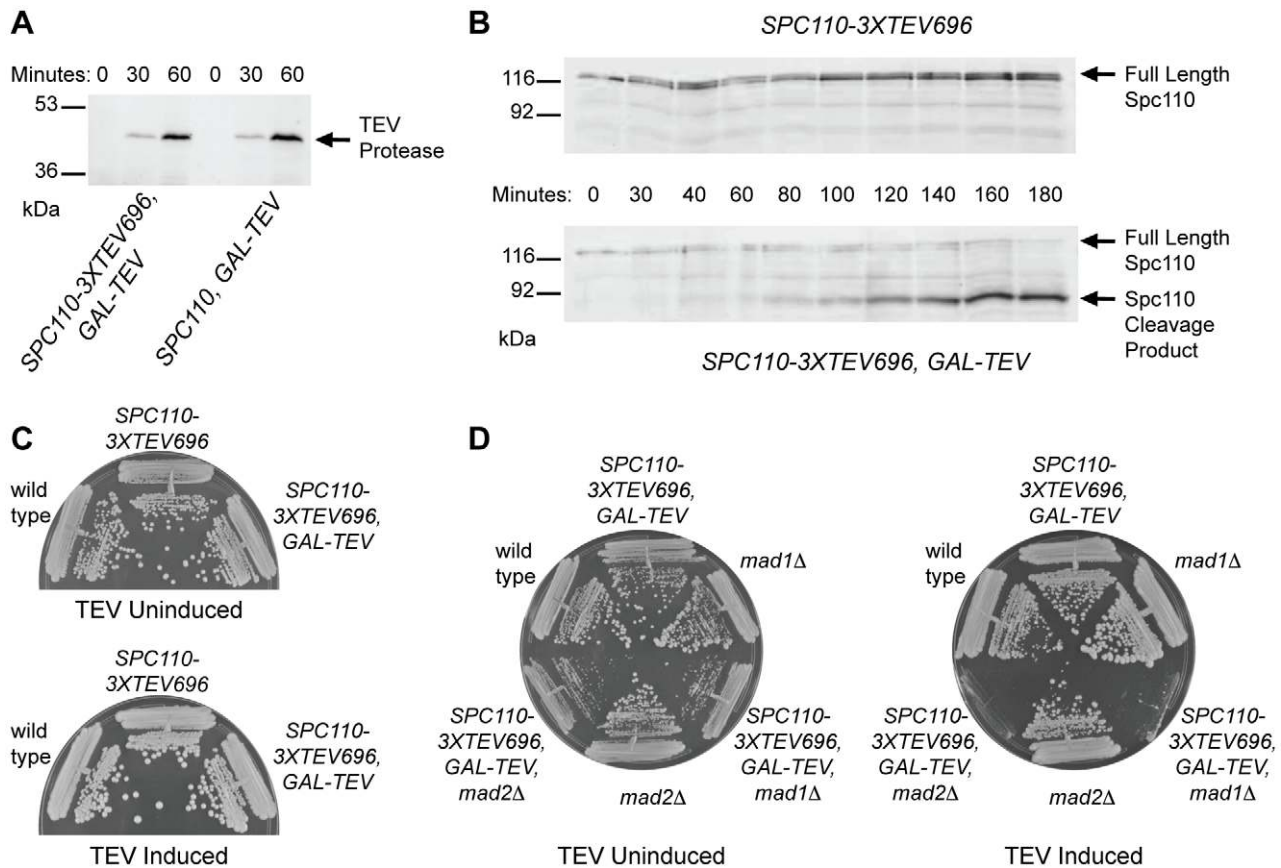 A
Minutes: 0 30 60 0 30 60
53
36
kDa
TEV
Protease
SPC110-3XTEV696,
GAL-TEV
SPC110, GAL-TEV
B
SPC110-3XTEV696
116
92
Full Length
Spc110
Minutes: 0 30 40 60 80 100 120 140 160 180
116
92
kDa
Full Length
Spc110
Spc110
Cleavage
Product
SPC110-3XTEV696, GAL-TEV
C
SPC110-
3XTEV696
wild
type
SPC110-
3XTEV696,
GAL-TEV
TEV Uninduced
SPC110-
3XTEV696
wild
type
SPC110-
3XTEV696,
GAL-TEV
TEV Induced
D
SPC110-
3XTEV696,
GAL-TEV
wild
type
mad1Δ
SPC110-
3XTEV696,
GAL-TEV,
mad2Δ
mad2Δ
SPC110-
3XTEV696,
GAL-TEV,
mad1Δ
TEV Uninduced
SPC110-
3XTEV696,
GAL-TEV
wild
type
mad1Δ
SPC110-
3XTEV696,
GAL-TEV,
mad2Δ
mad2Δ
SPC110-
3XTEV696,
GAL-TEV,
mad1Δ
TEV Induced